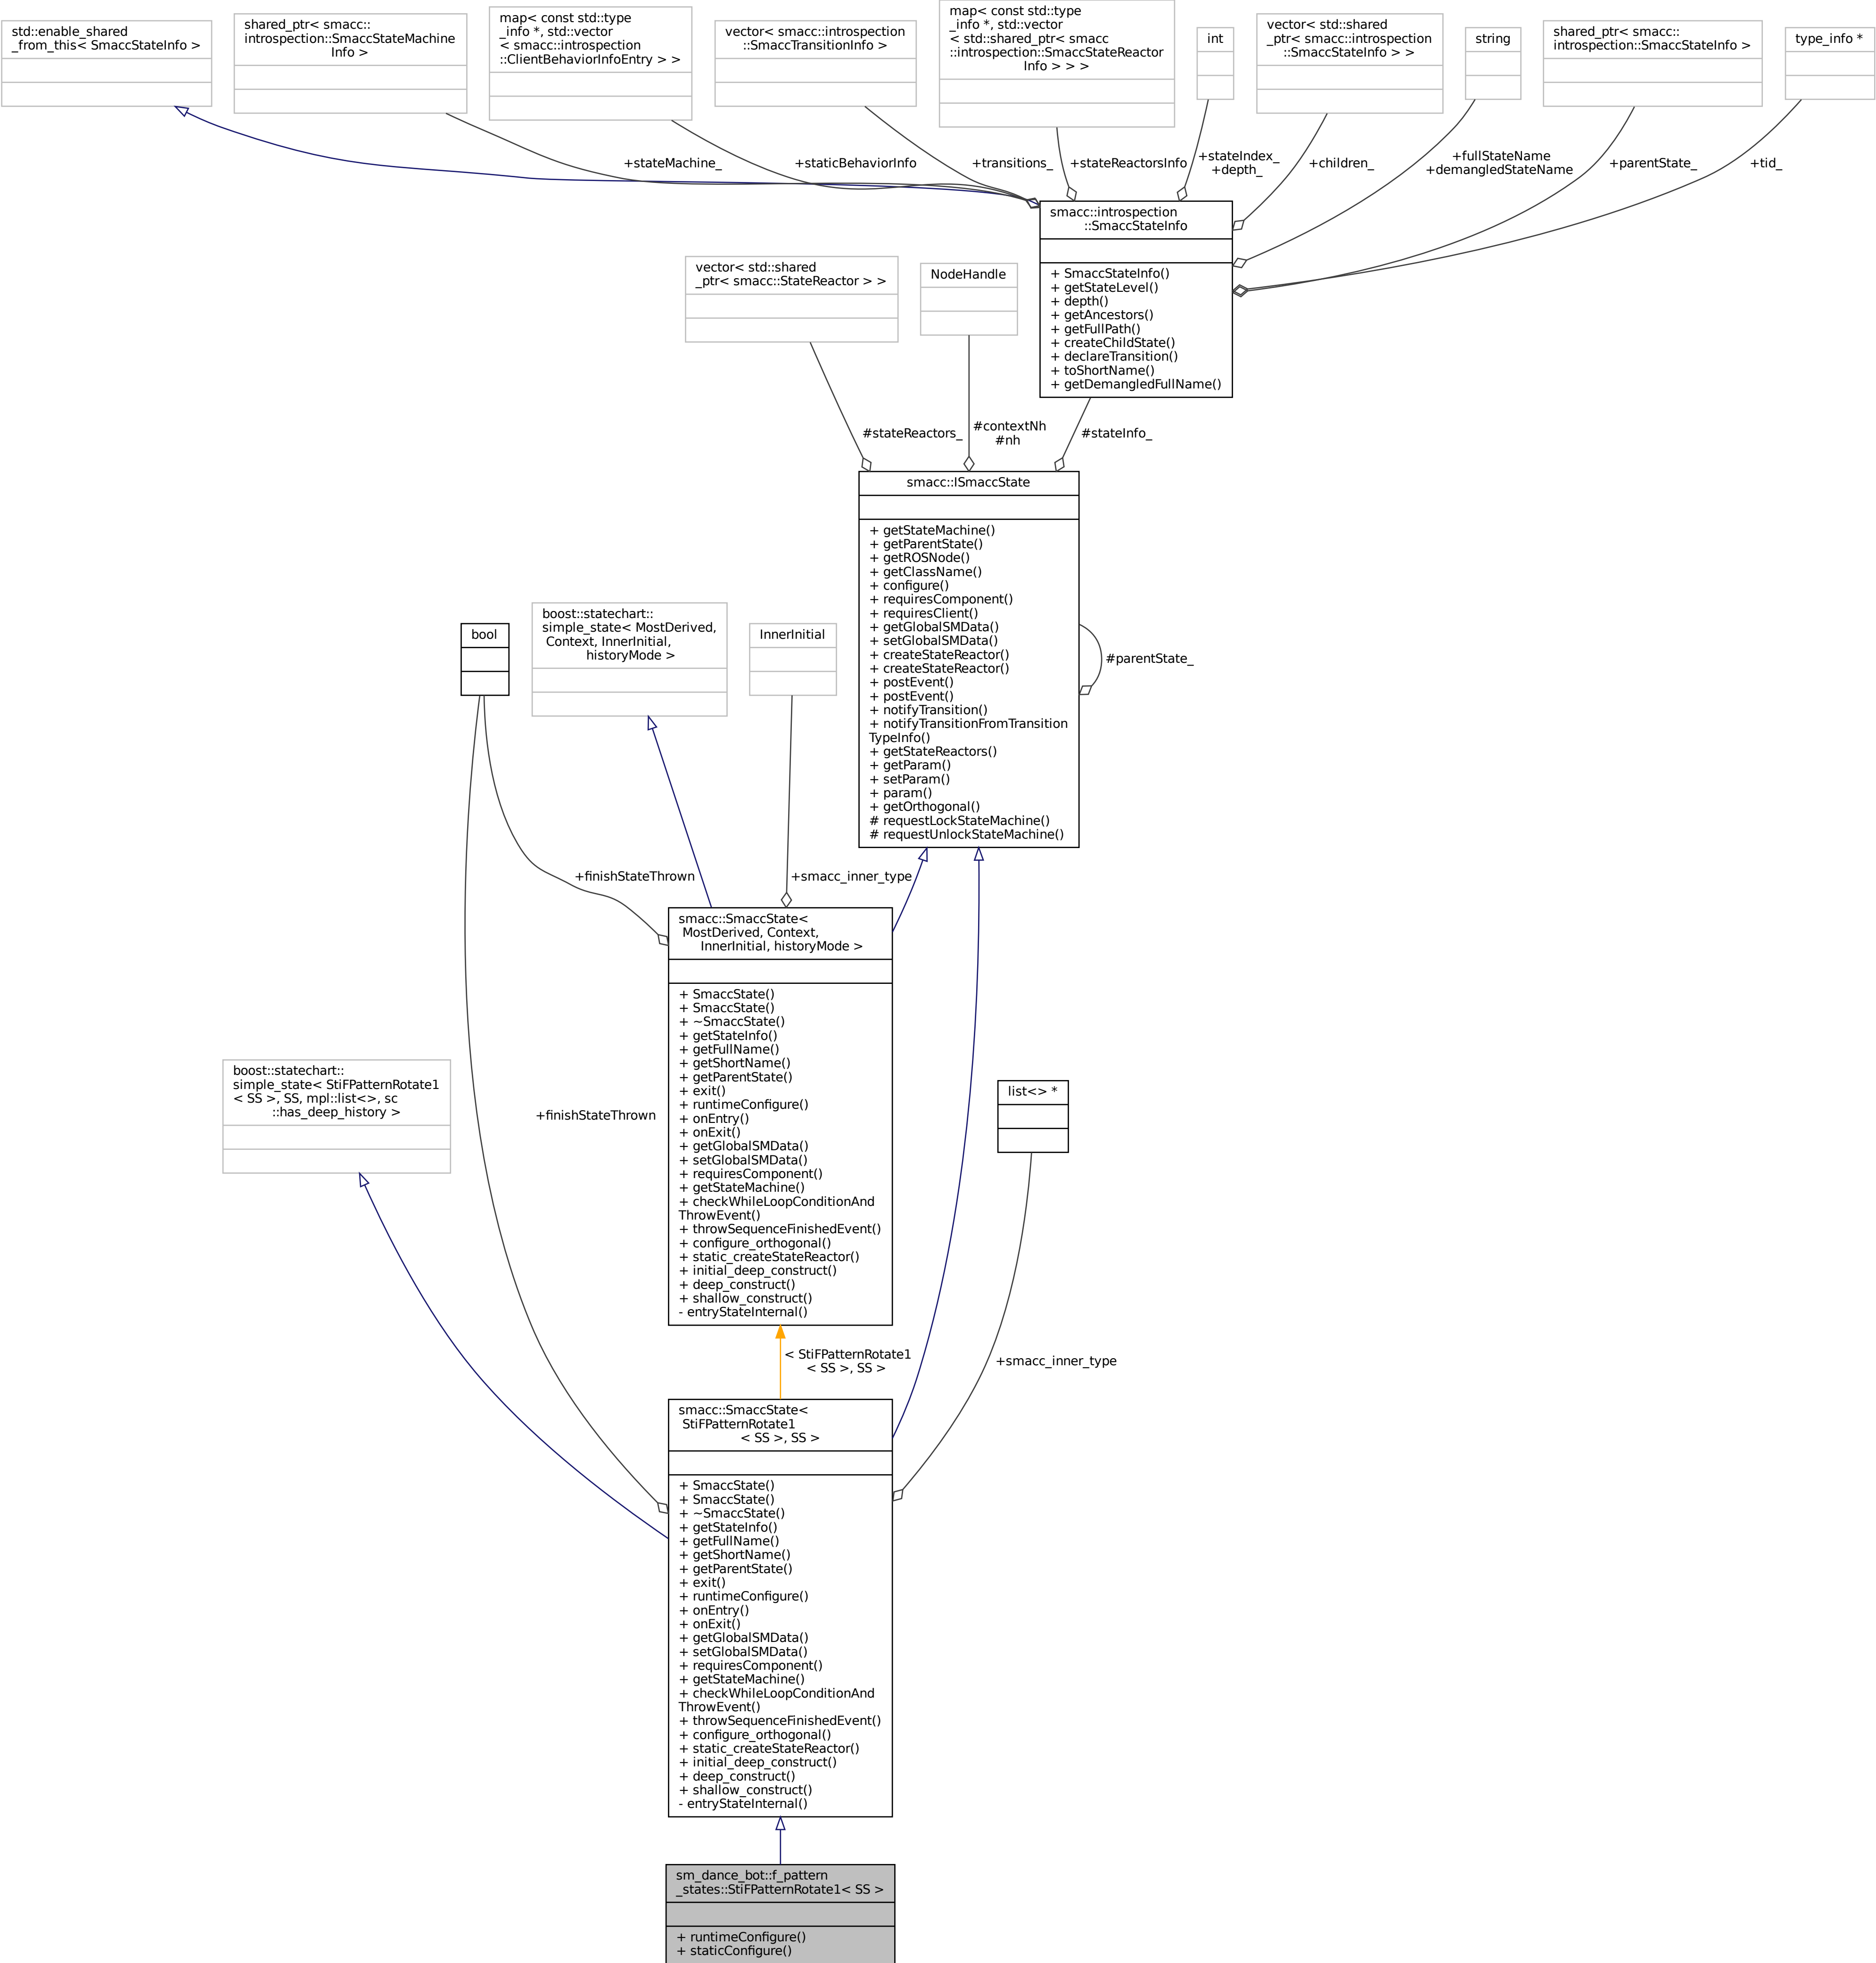 std::enable_shared
_from_this< SmaccStateInfo >
shared_ptr< smacc::
introspection::SmaccStateMachine
Info >
map< const std::type
_info *, std::vector
< smacc::introspection
::ClientBehaviorInfoEntry > >
vector< smacc::introspection
::SmaccTransitionInfo >
map< const std::type
_info *, std::vector
< std::shared_ptr< smacc
::introspection::SmaccStateReactor
Info > > >
int
vector< std::shared
_ptr< smacc::introspection
::SmaccStateInfo > >
string
shared_ptr< smacc::
introspection::SmaccStateInfo >
type_info *
+stateMachine_
+staticBehaviorInfo
+transitions_
+stateReactorsInfo
+stateIndex_
+depth_
+children_
+fullStateName
+demangledStateName
+parentState_
+tid_
smacc::introspection
::SmaccStateInfo
+ SmaccStateInfo()
+ getStateLevel()
+ depth()
+ getAncestors()
+ getFullPath()
+ createChildState()
+ declareTransition()
+ toShortName()
+ getDemangledFullName()
vector< std::shared
_ptr< smacc::StateReactor > >
NodeHandle
#stateReactors_
#contextNh
#nh
#stateInfo_
smacc::ISmaccState
+ getStateMachine()
+ getParentState()
+ getROSNode()
+ getClassName()
+ configure()
+ requiresComponent()
+ requiresClient()
+ getGlobalSMData()
+ setGlobalSMData()
+ createStateReactor()
+ createStateReactor()
+ postEvent()
+ postEvent()
+ notifyTransition()
+ notifyTransitionFromTransition
TypeInfo()
+ getStateReactors()
+ getParam()
+ setParam()
+ param()
+ getOrthogonal()
# requestLockStateMachine()
# requestUnlockStateMachine()
#parentState_
bool
boost::statechart::
simple_state< MostDerived,
Context, InnerInitial,
historyMode >
InnerInitial
+finishStateThrown
+smacc_inner_type
smacc::SmaccState<
MostDerived, Context,
InnerInitial, historyMode >
+ SmaccState()
+ SmaccState()
+ ~SmaccState()
+ getStateInfo()
+ getFullName()
+ getShortName()
+ getParentState()
+ exit()
+ runtimeConfigure()
+ onEntry()
+ onExit()
+ getGlobalSMData()
+ setGlobalSMData()
+ requiresComponent()
+ getStateMachine()
+ checkWhileLoopConditionAnd
ThrowEvent()
+ throwSequenceFinishedEvent()
+ configure_orthogonal()
+ static_createStateReactor()
+ initial_deep_construct()
+ deep_construct()
+ shallow_construct()
- entryStateInternal()
boost::statechart::
simple_state< StiFPatternRotate1
< SS >, SS, mpl::list<>, sc
::has_deep_history >
+finishStateThrown
list<> *
< StiFPatternRotate1
< SS >, SS >
+smacc_inner_type
smacc::SmaccState<
StiFPatternRotate1
< SS >, SS >
+ SmaccState()
+ SmaccState()
+ ~SmaccState()
+ getStateInfo()
+ getFullName()
+ getShortName()
+ getParentState()
+ exit()
+ runtimeConfigure()
+ onEntry()
+ onExit()
+ getGlobalSMData()
+ setGlobalSMData()
+ requiresComponent()
+ getStateMachine()
+ checkWhileLoopConditionAnd
ThrowEvent()
+ throwSequenceFinishedEvent()
+ configure_orthogonal()
+ static_createStateReactor()
+ initial_deep_construct()
+ deep_construct()
+ shallow_construct()
- entryStateInternal()
sm_dance_bot::f_pattern
_states::StiFPatternRotate1< SS >
+ runtimeConfigure()
+ staticConfigure()